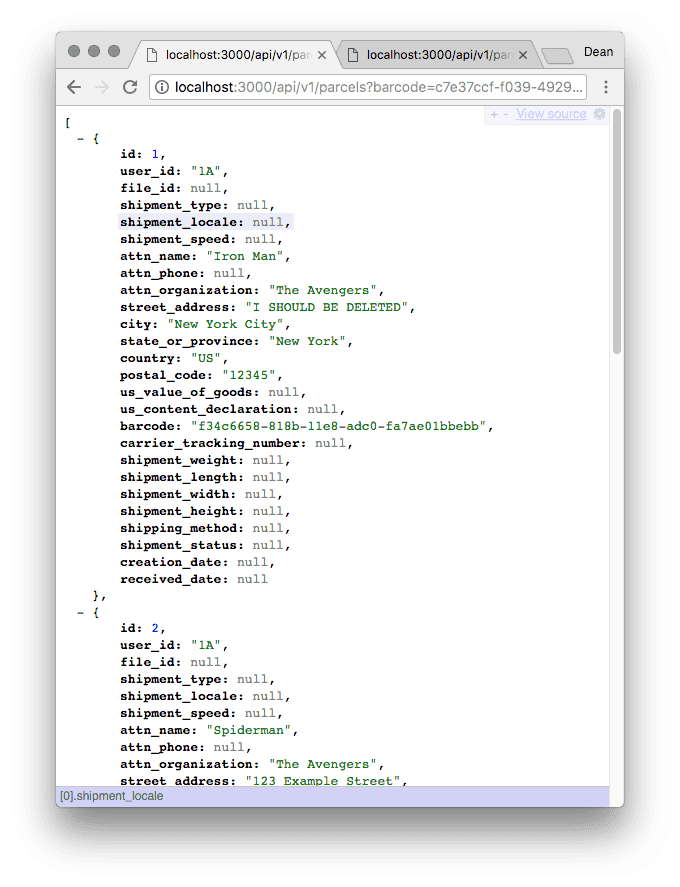 localhost:3000/api/v1/par
localhost:3000/api/v1/par
Dean
localhost:3000/api/v1/parcels?barcode=c7e37ccf-f039-4929...
+ - View source
[
- {
id: 1,
user_id: "1A",
file_id: null,
shipment_type: null,
shipment_locale: null,
shipment_speed: null,
attn_name: "Iron Man",
attn_phone: null,
attn_organization: "The Avengers",
street_address: "I SHOULD BE DELETED",
city: "New York City",
state_or_province: "New York",
country: "US",
postal_code: "12345",
us_value_of_goods: null,
us_content_declaration: null,
barcode: "f34c6658-818b-11e8-adc0-fa7ae01bbebb",
carrier_tracking_number: null,
shipment_weight: null,
shipment_length: null,
shipment_width: null,
shipment_height: null,
shipping_method: null,
shipment_status: null,
creation_date: null,
received_date: null
},
- {
id: 2,
user_id: "1A",
file_id: null,
shipment_type: null,
shipment_locale: null,
shipment_speed: null,
attn_name: "Spiderman",
attn_phone: null,
attn_organization: "The Avengers",
street_address: "123 Example Street",
[0].shipment_locale